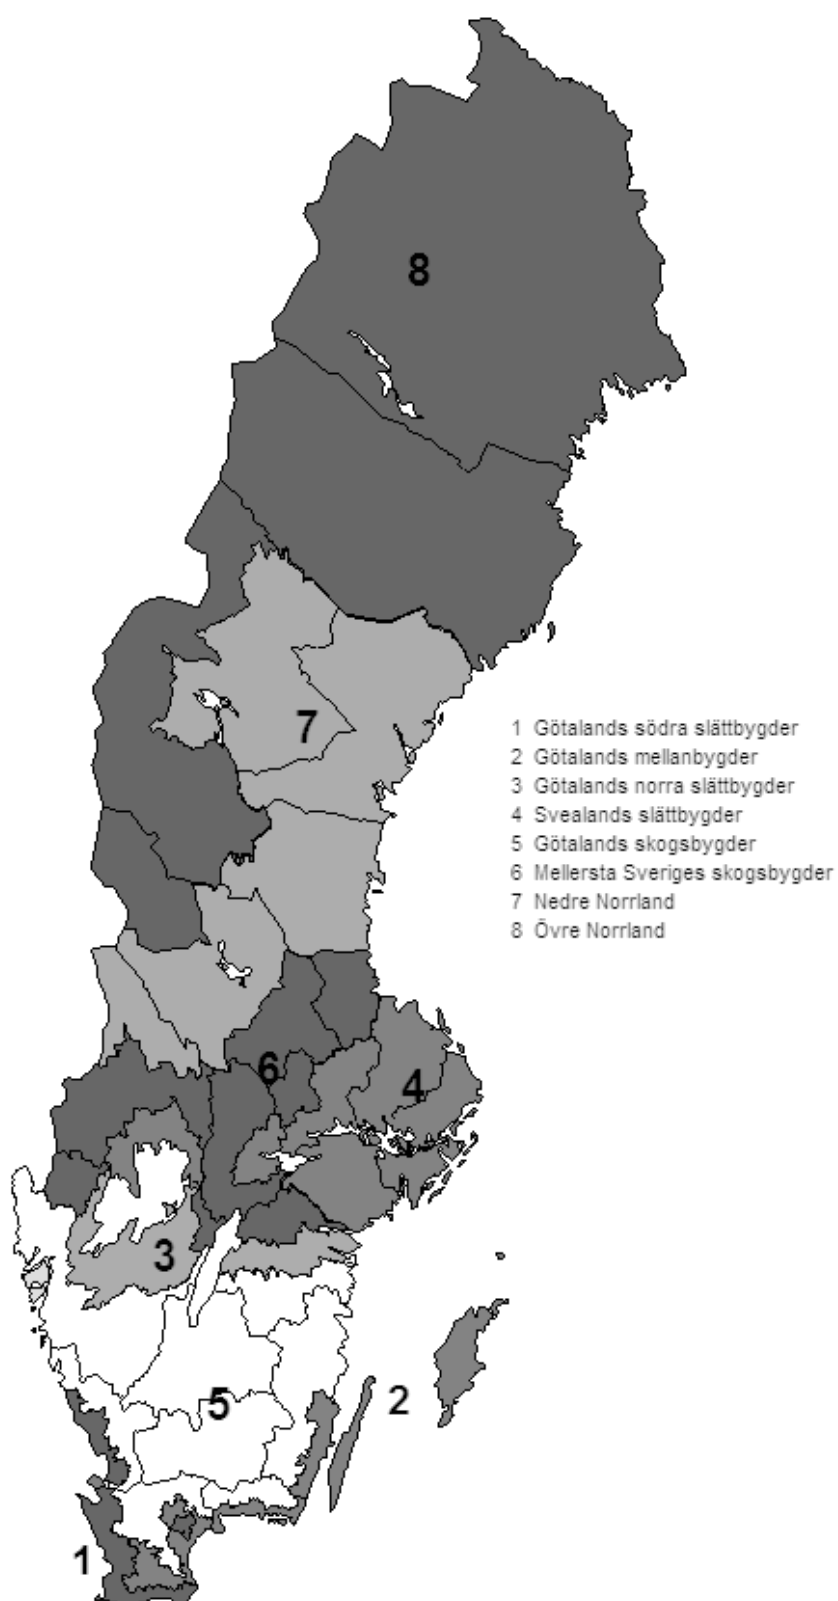 8
7
1 Götalands södra slättbygder
2 Götalands mellanbygder
3 Götalands norra slättbygder
4 Svealands slättbygder
5 Götalands skogsbygder
6 Mellersta Sveriges skogsbygder
7 Nedre Norrland
8 Övre Norrland
6
4
3
2
5
1